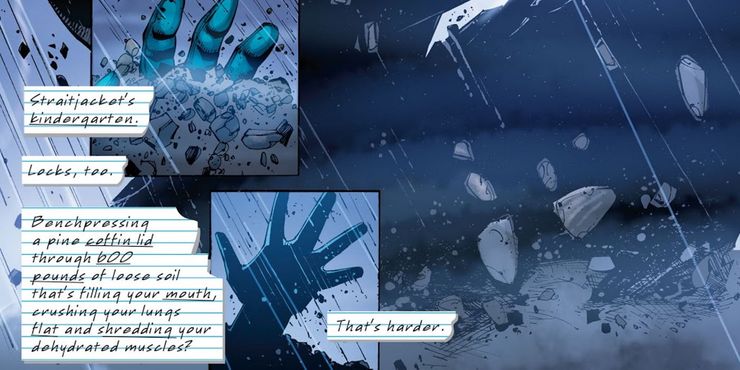 Straitjacket's
kindergarten.
Locks, too.
Benchpressing
a pine coffin lid
through 600
pounds of loose soil
that's filling your mouth,
crushing your lungs
flat and shredding your
dehydrated muscles?
That's harder.